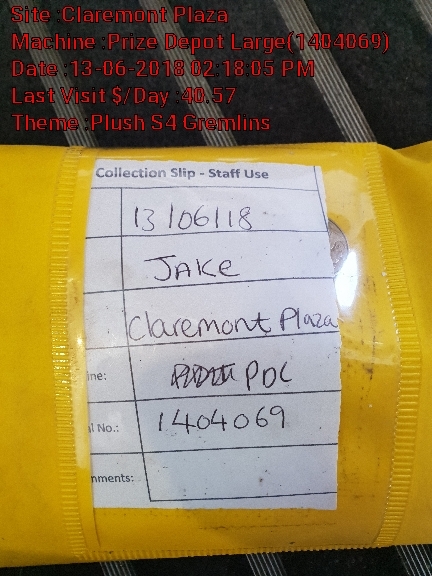 Site :Claremont Plaza
Machine :Prize Depot Large(1404069)
Date :13-06-2018 02:18:05 PM
Last Visit $/Day :40.57
Theme :Plush S4 Gremlins
Collection Slip - Staff Use
13/06/18
JAKE
Claremont Plaza
ine: PDL
l No.: 1404069
nments: